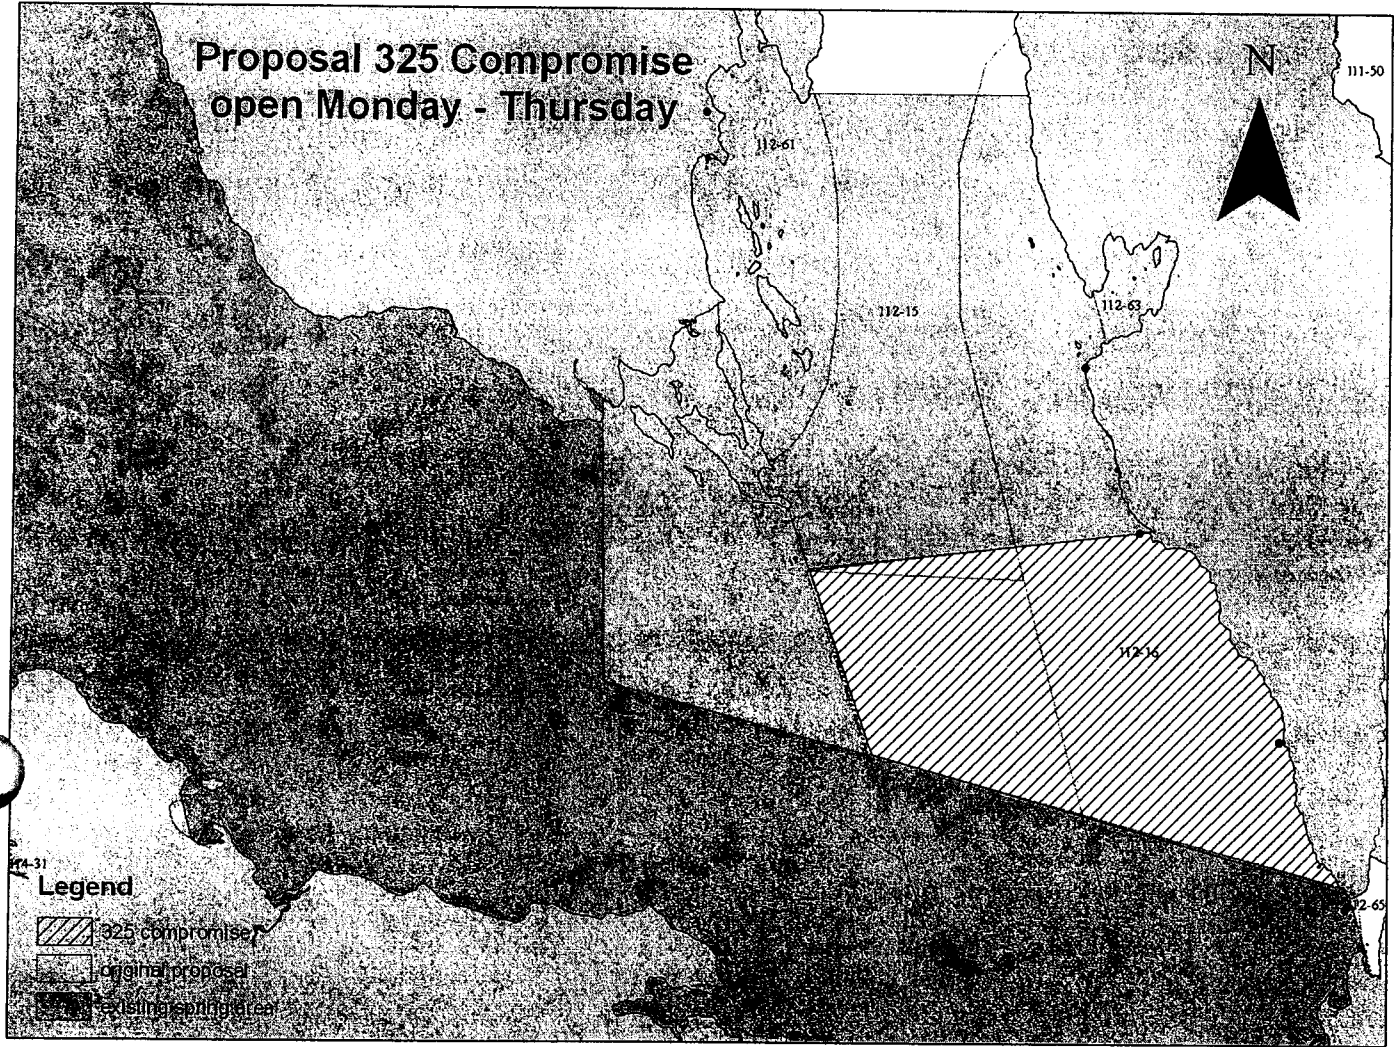 Proposal 325 Compromise
open Monday - Thursday
N
111-50
112-61
112-15
112-63
112-16
Legend
325 compromise
original proposal
existing spring area